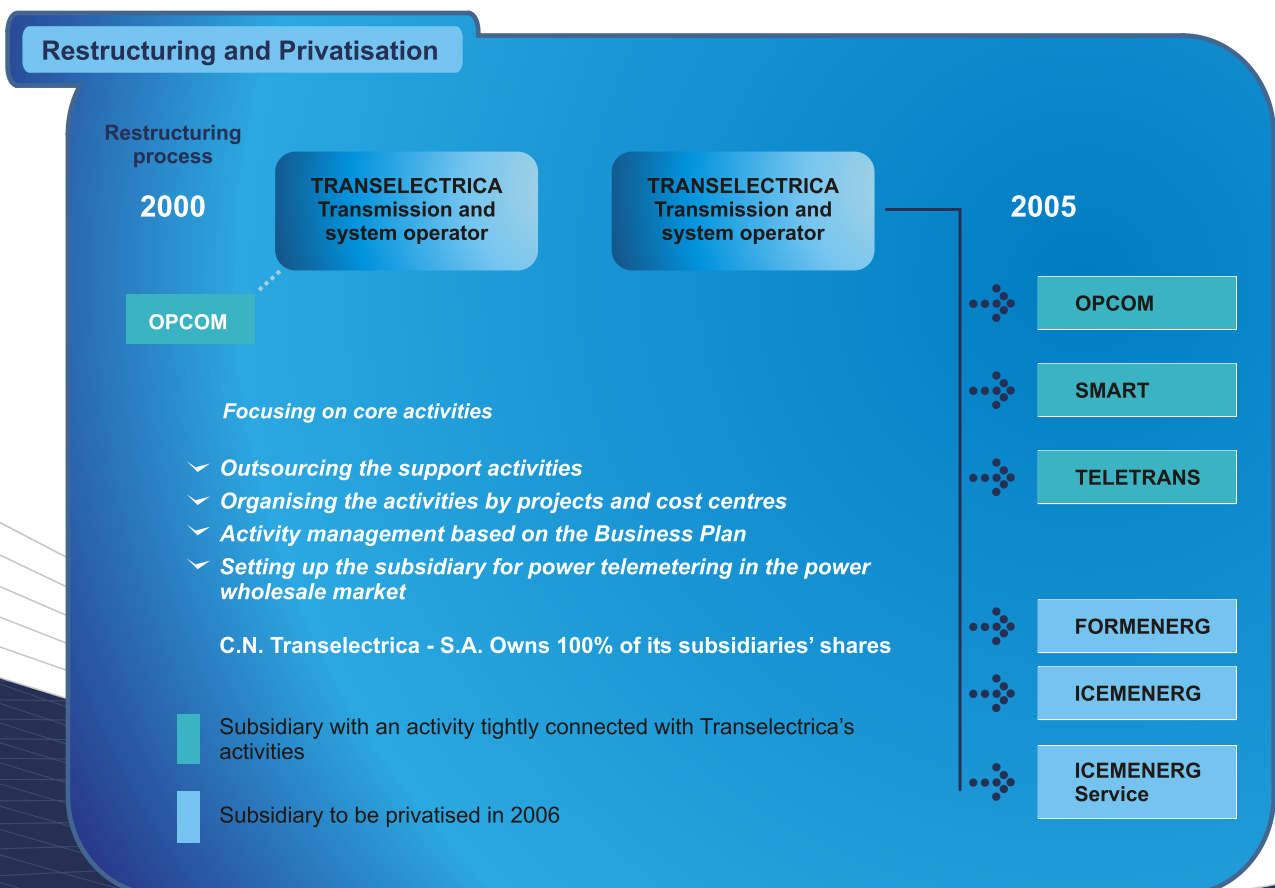 Restructuring and Privatisation
Restructuring
process
2000
TRANSELECTRICA
Transmission and
system operator
TRANSELECTRICA
Transmission and
system operator
2005
OPCOM
OPCOM
SMART
TELETRANS
FORMENERG
ICEMENERG
ICEMENERG
Service
Focusing on core activities
Outsourcing the support activities
Organising the activities by projects and cost centres
Activity management based on the Business Plan
Setting up the subsidiary for power telemetering in the power
wholesale market
C.N. Transelectrica - S.A. Owns 100% of its subsidiaries’ shares
Subsidiary with an activity tightly connected with Transelectrica’s
activities
Subsidiary to be privatised in 2006